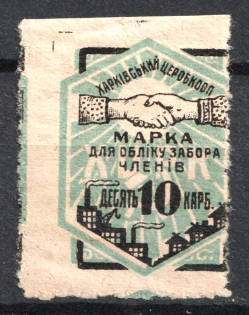 ХАРКІВСЬКИЙ ЦЕРОБКООП
МАРКА
ДЛЯ ОБЛІКУ ЗАБОРА
ЧЛЕНІВ
ДЕСЯТЬ 10 КАРБ.